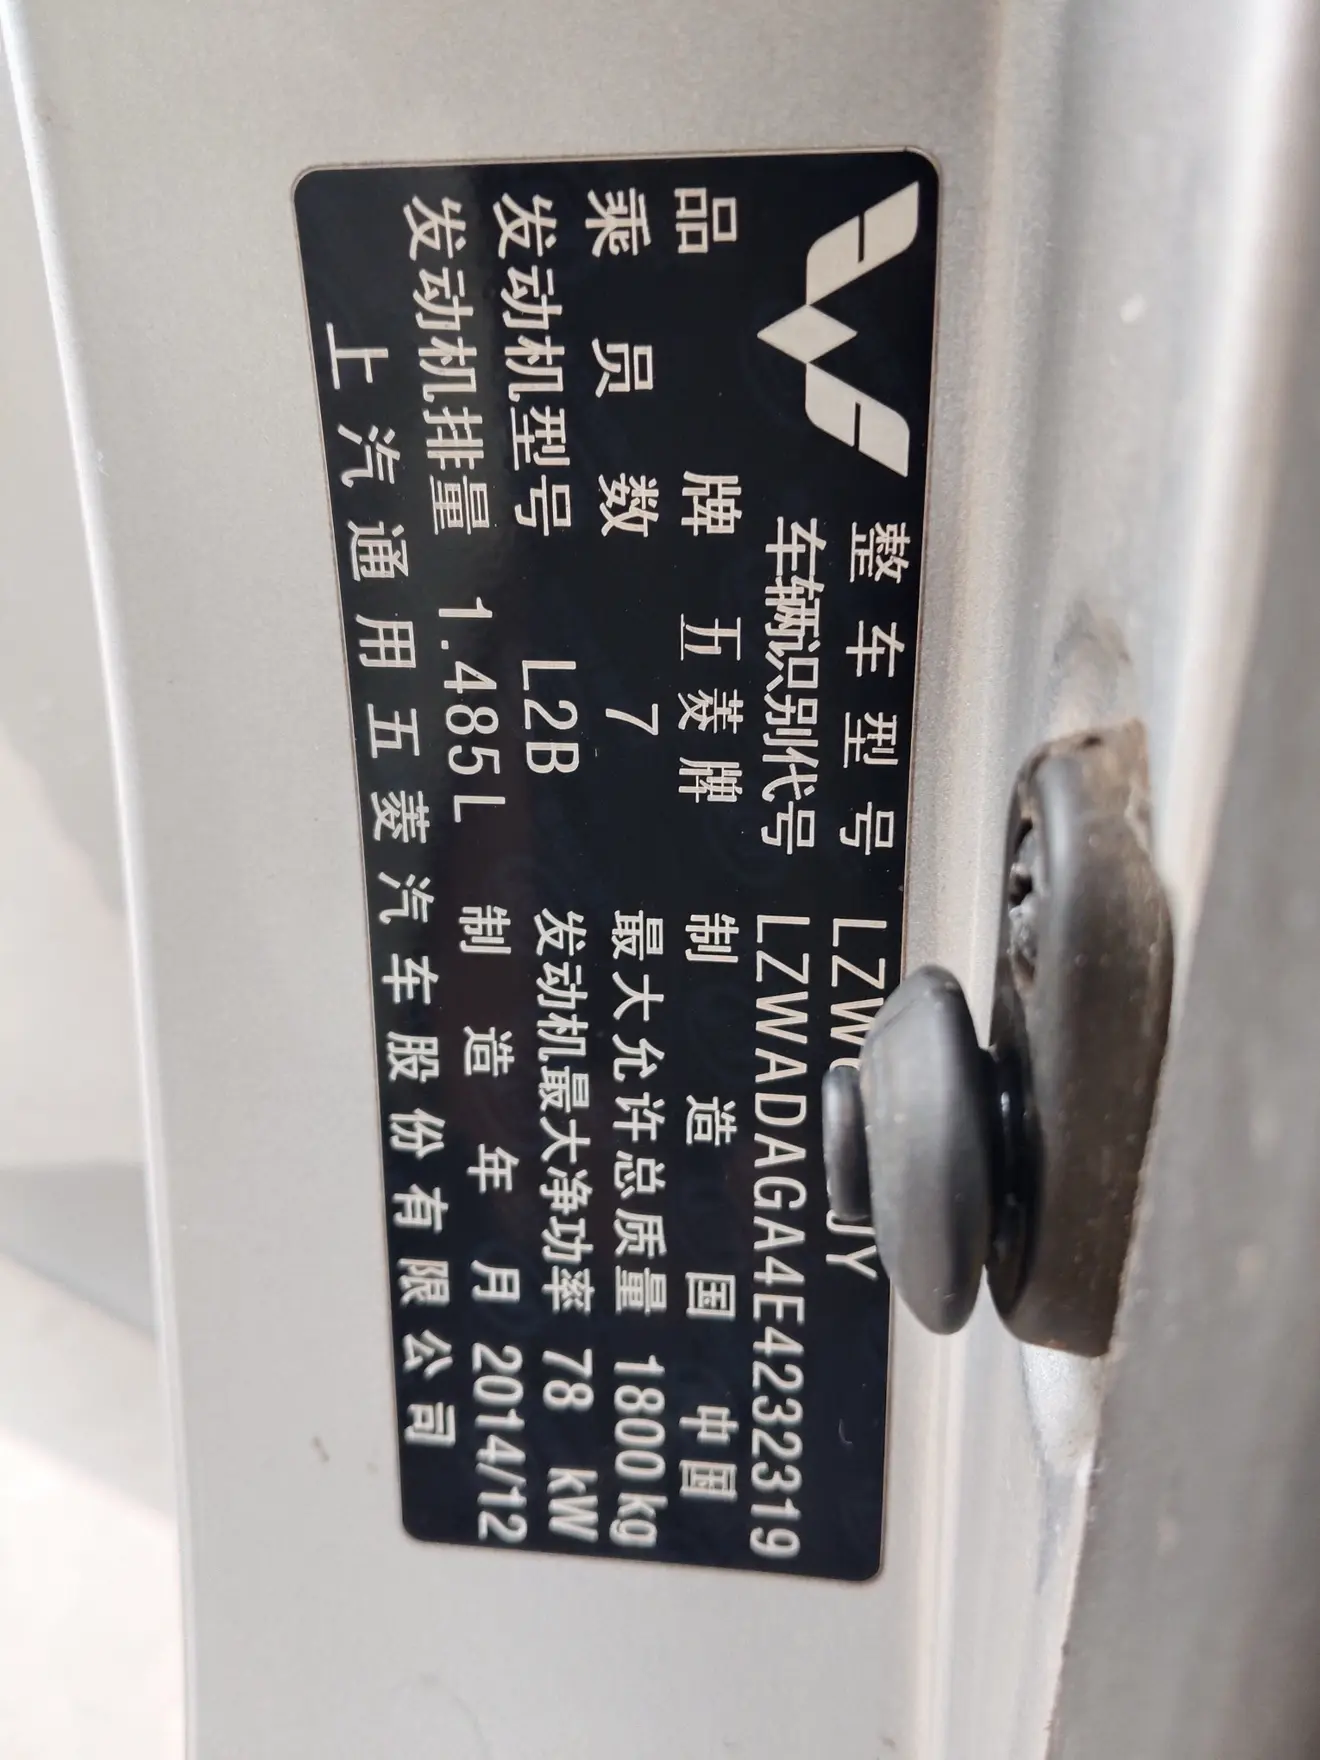 整车型号 LZW JY
车辆识别代号 LZWADAGA4E4232319
品牌 五菱牌 制造国 中国
乘员数 7 最大允许总质量 1800kg
发动机型号 L2B 发动机最大净功率 78 kW
发动机排量 1.485L 制造年月 2014/12
上汽通用五菱汽车股份有限公司